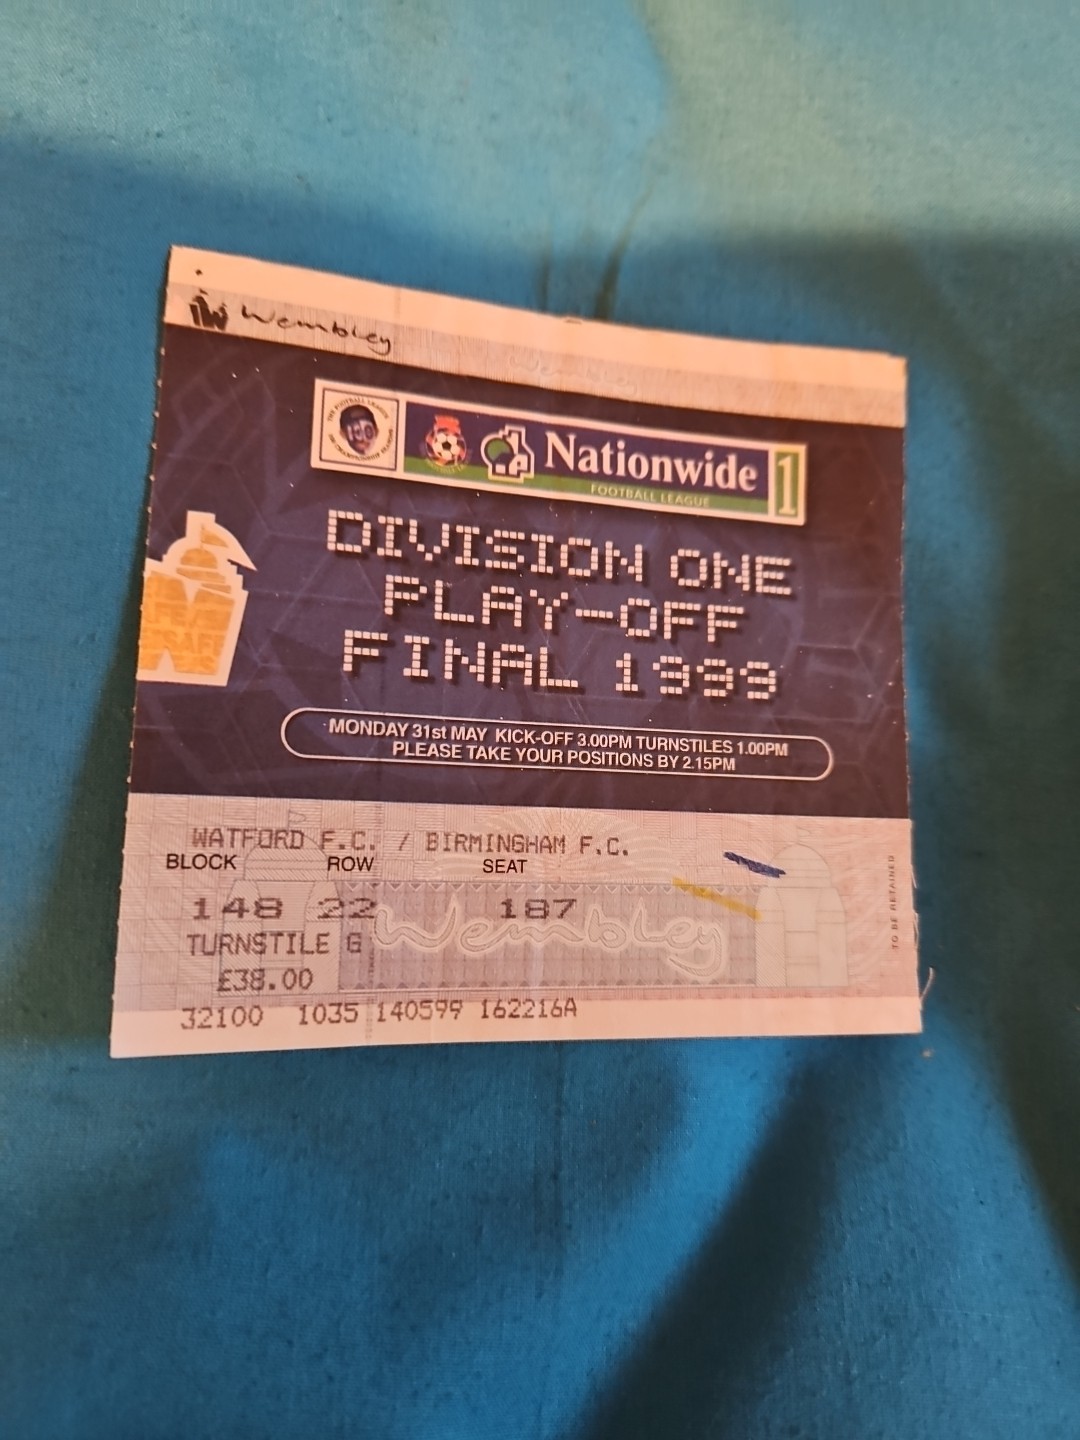 Wembley
Nationwide 1
FOOTBALL LEAGUE
DIVISION ONE
PLAY-OFF
FINAL 1999
MONDAY 31st MAY KICK-OFF 3.00PM TURNSTILES 1.00PM
PLEASE TAKE YOUR POSITIONS BY 2.15PM
WATFORD F.C. / BIRMINGHAM F.C.
BLOCK ROW SEAT
148 22 187
Wembley
TURNSTILE G
£38.00
32100 1035 140599 162216A
TO BE RETAINED